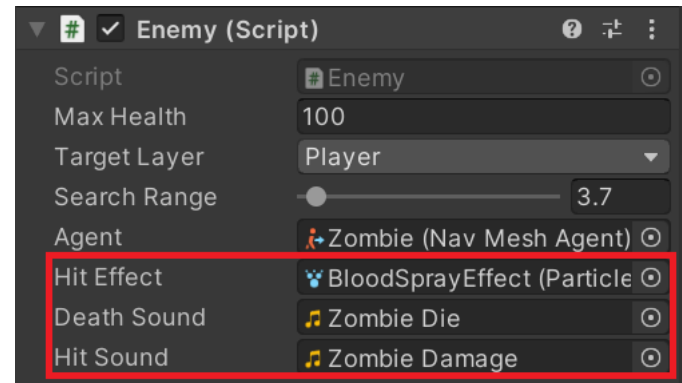 Enemy (Script)
Script Enemy
Max Health 100
Target Layer Player
Search Range 3.7
Agent Zombie (Nav Mesh Agent)
Hit Effect BloodSprayEffect (Particle
Death Sound Zombie Die
Hit Sound Zombie Damage